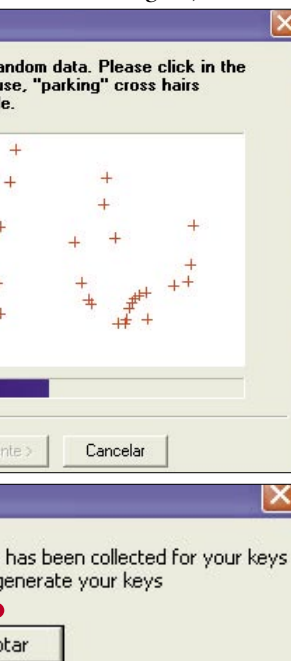 andom data. Please click in the
use, "parking" cross hairs
e.
nte >
Cancelar
has been collected for your keys
generate your keys
ptar